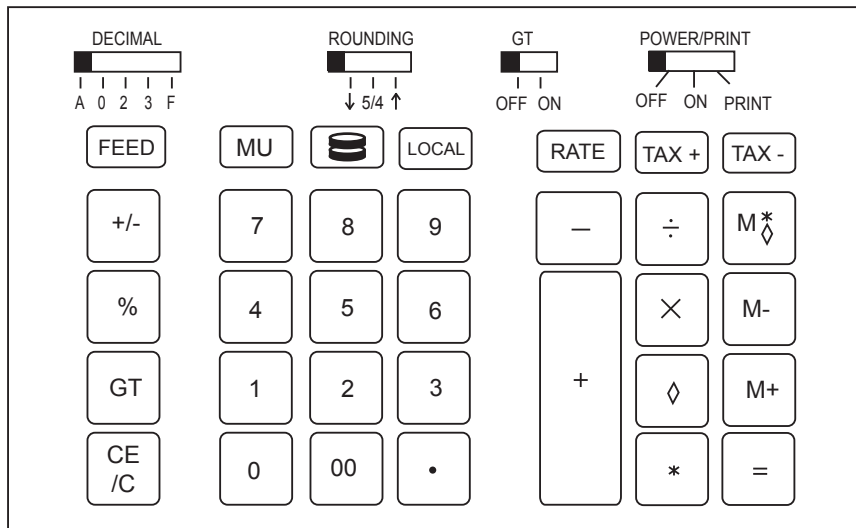 DECIMAL ROUNDING GT POWER/PRINT
A 0 2 3 F ↓ 5/4 ↑ OFF ON OFF ON PRINT
FEED MU LOCAL RATE TAX + TAX -
+/- 7 8 9 − ÷ M*◊
% 4 5 6 × M-
GT 1 2 3 + ◊ M+
CE
/C 0 00 • * =